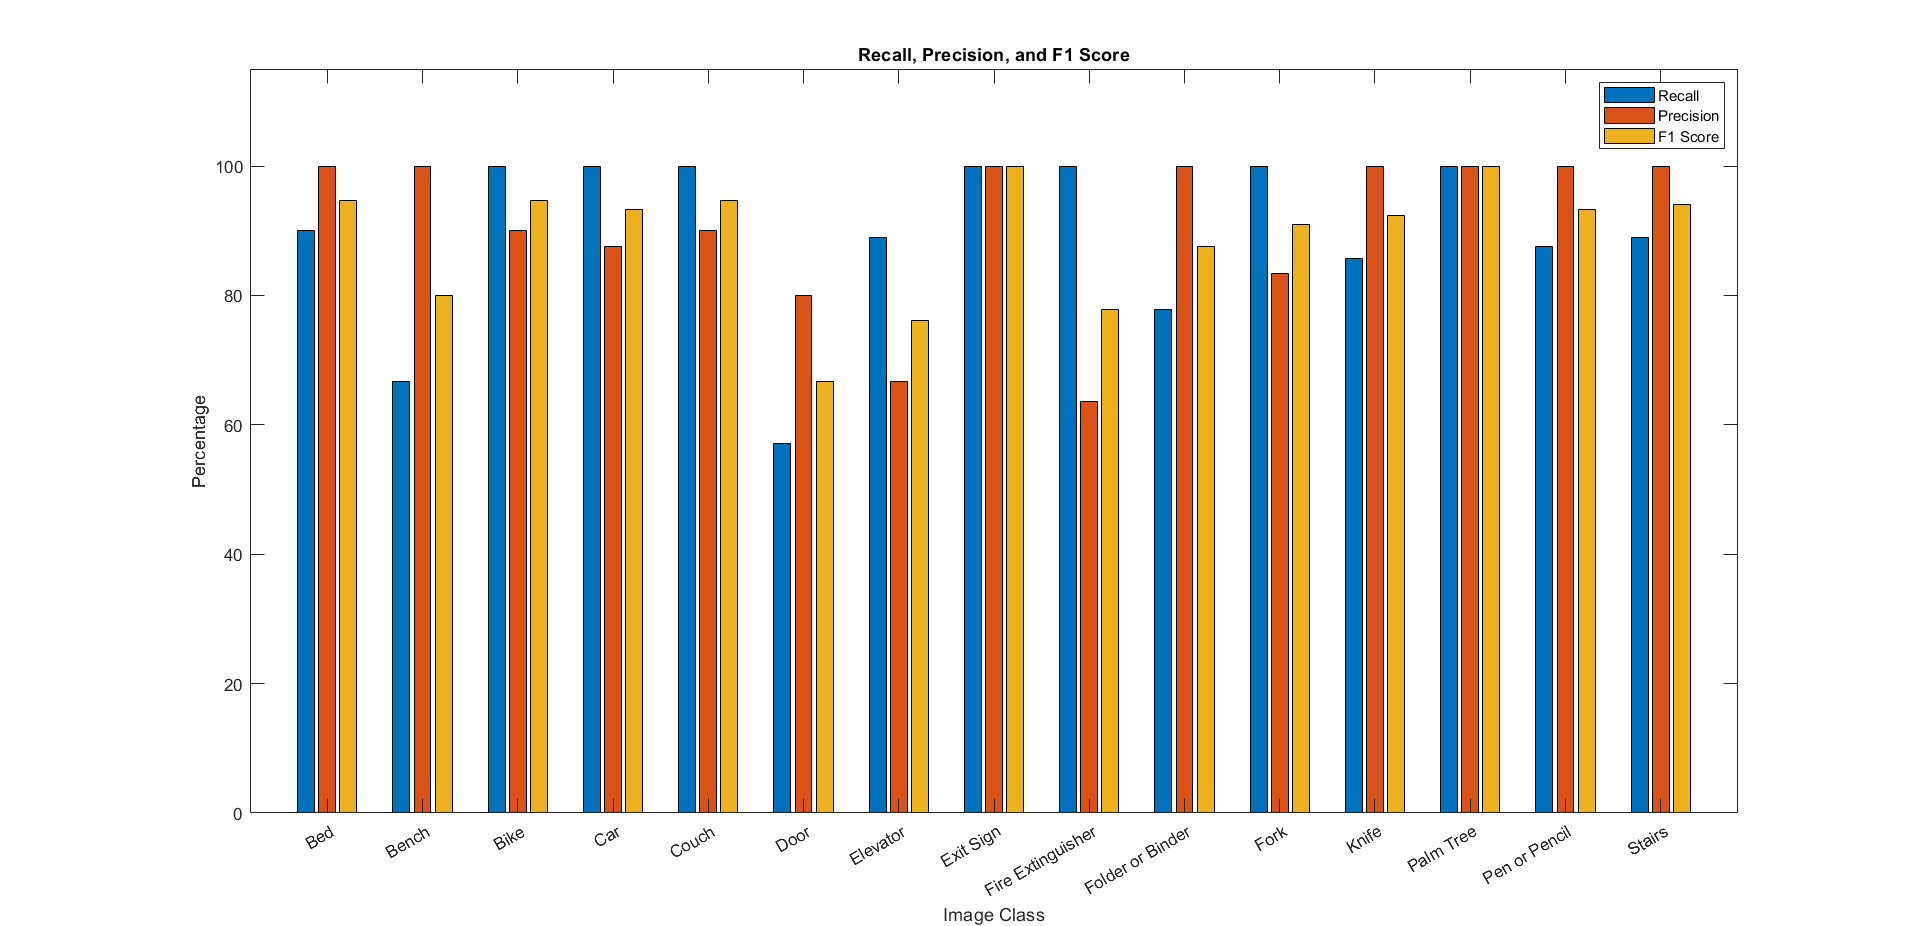 Recall, Precision, and F1 Score
Recall
Precision
F1 Score
100
80
60
40
20
0
Percentage
Bed
Bench
Bike
Car
Couch
Door
Elevator
Exit Sign
Fire Extinguisher
Folder or Binder
Fork
Knife
Palm Tree
Pen or Pencil
Stairs
Image Class